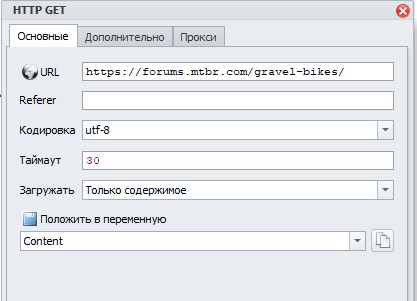 HTTP GET
Основные Дополнительно Прокси
URL https://forums.mtbr.com/gravel-bikes/
Referer
Кодировка utf-8
Таймаут 30
Загружать Только содержимое
Положить в переменную
Content